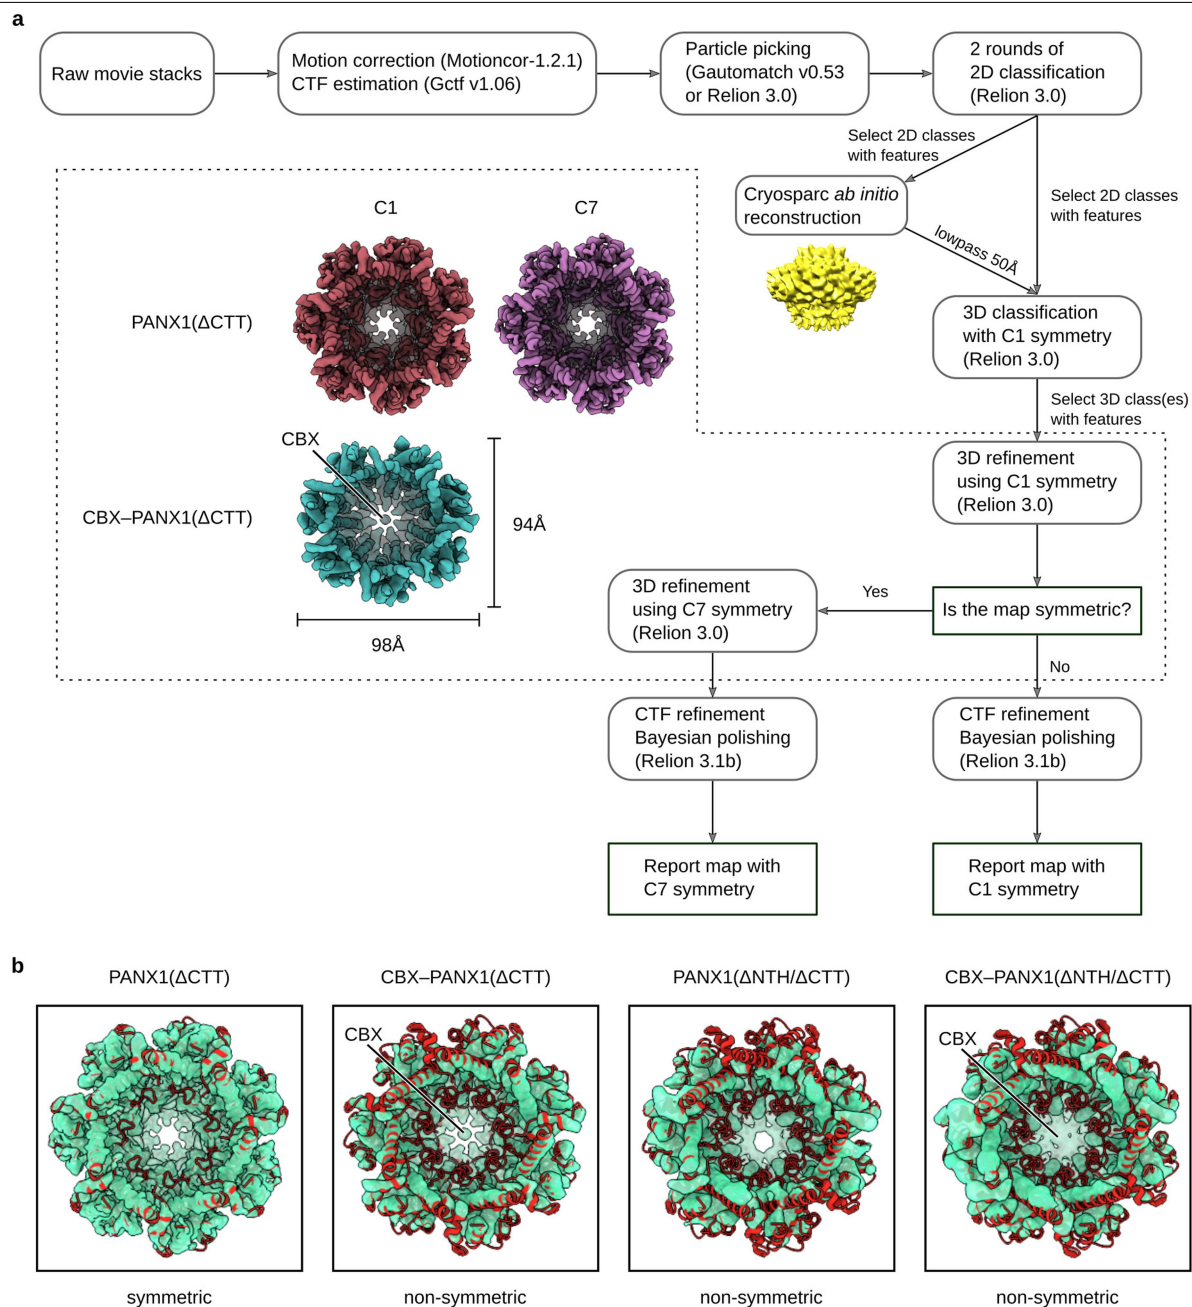 a
Raw movie stacks
Motion correction (Motioncor-1.2.1)
CTF estimation (Gctf v1.06)
Particle picking
(Gautomatch v0.53
or Relion 3.0)
2 rounds of
2D classification
(Relion 3.0)
Select 2D classes
with features
Cryosparc ab initio
reconstruction
Select 2D classes
with features
lowpass 50Å
3D classification
with C1 symmetry
(Relion 3.0)
Select 3D class(es)
with features
C1
C7
PANX1(ΔCTT)
CBX
CBX–PANX1(ΔCTT)
94Å
98Å
3D refinement
using C1 symmetry
(Relion 3.0)
Is the map symmetric?
Yes
No
3D refinement
using C7 symmetry
(Relion 3.0)
CTF refinement
Bayesian polishing
(Relion 3.1b)
CTF refinement
Bayesian polishing
(Relion 3.1b)
Report map with
C7 symmetry
Report map with
C1 symmetry
b
PANX1(ΔCTT)
CBX–PANX1(ΔCTT)
PANX1(ΔNTH/ΔCTT)
CBX–PANX1(ΔNTH/ΔCTT)
CBX
CBX
symmetric
non-symmetric
non-symmetric
non-symmetric